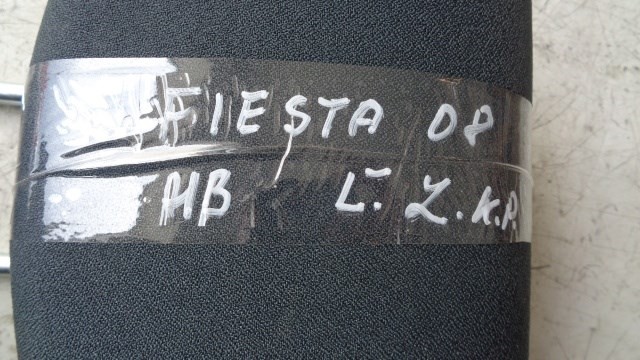 FIESTA 08
HB L- Z.K.P.